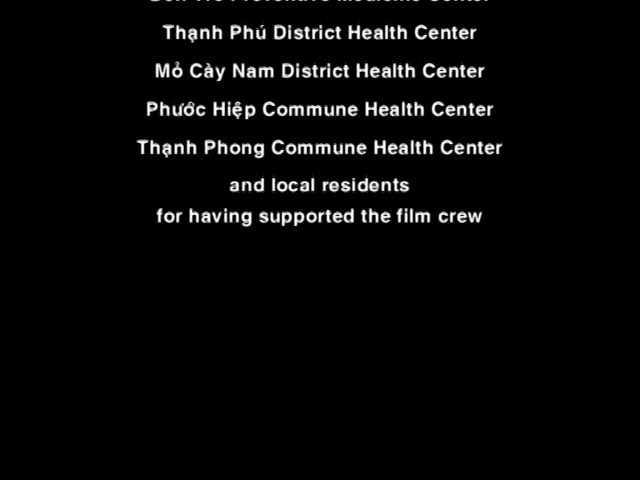 Thạnh Phú District Health Center
Mỏ Cày Nam District Health Center
Phước Hiệp Commune Health Center
Thạnh Phong Commune Health Center
and local residents
for having supported the film crew